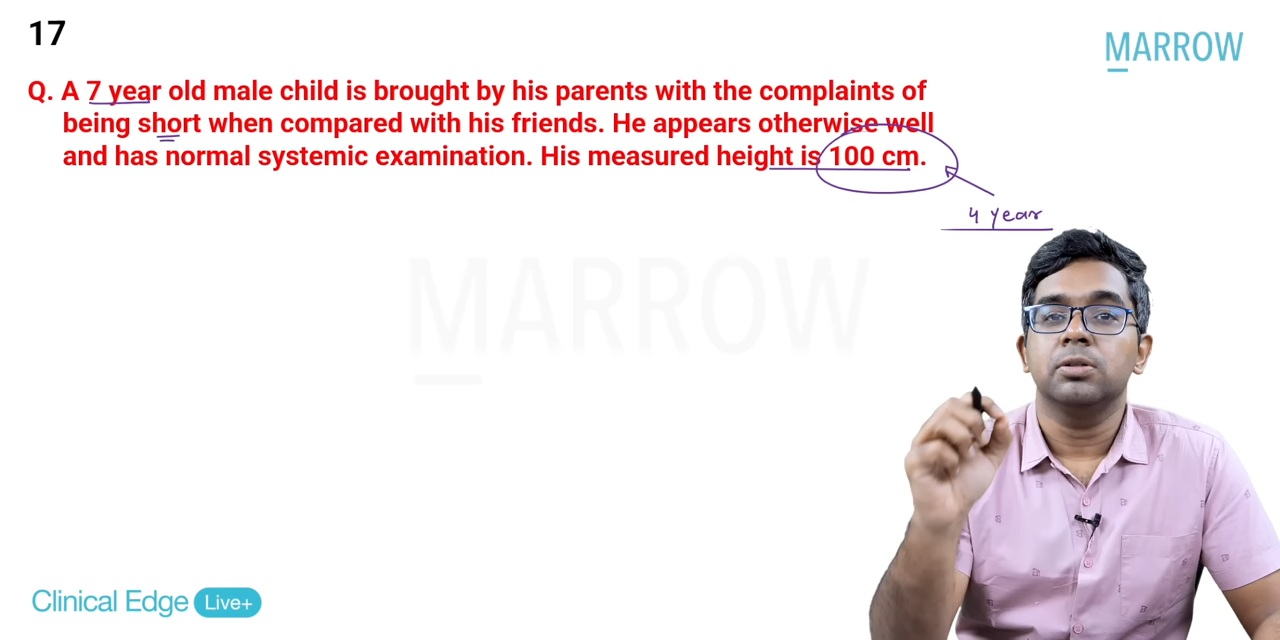 17
MARROW
Q. A 7 year old male child is brought by his parents with the complaints of
being short when compared with his friends. He appears otherwise well
and has normal systemic examination. His measured height is 100 cm.
4 year
MARROW
Clinical Edge Live+